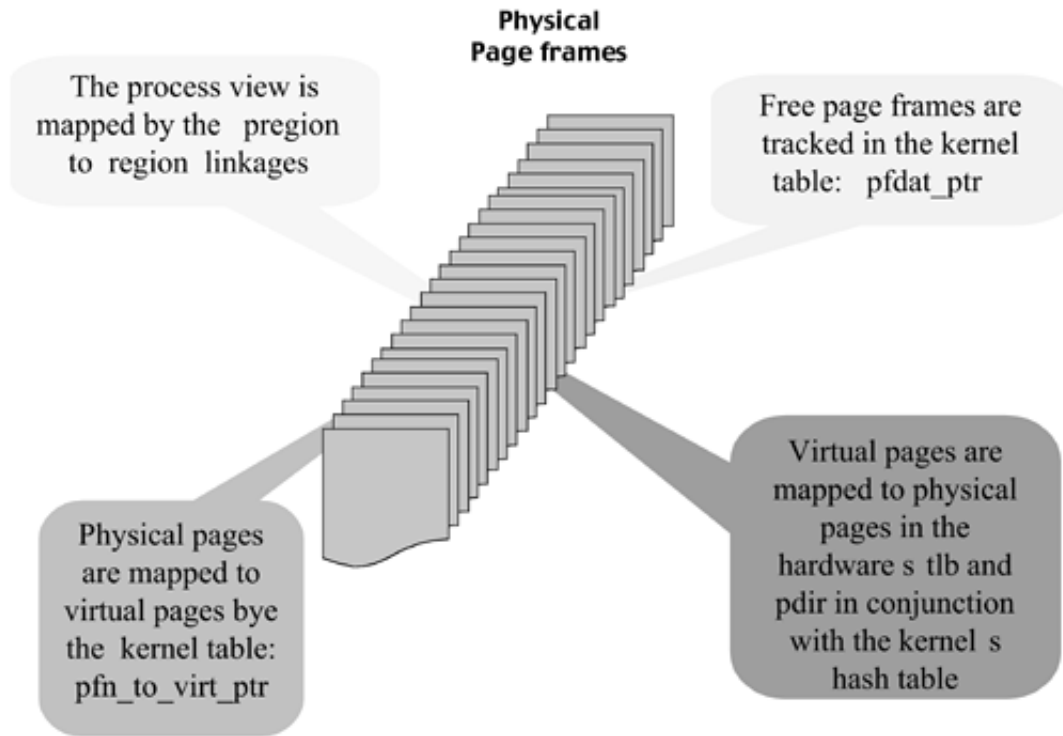 Physical
Page frames
The process view is
mapped by the pregion
to region linkages
Free page frames are
tracked in the kernel
table: pfdat_ptr
Physical pages
are mapped to
virtual pages bye
the kernel table:
pfn_to_virt_ptr
Virtual pages are
mapped to physical
pages in the
hardware s tlb and
pdir in conjunction
with the kernel s
hash table